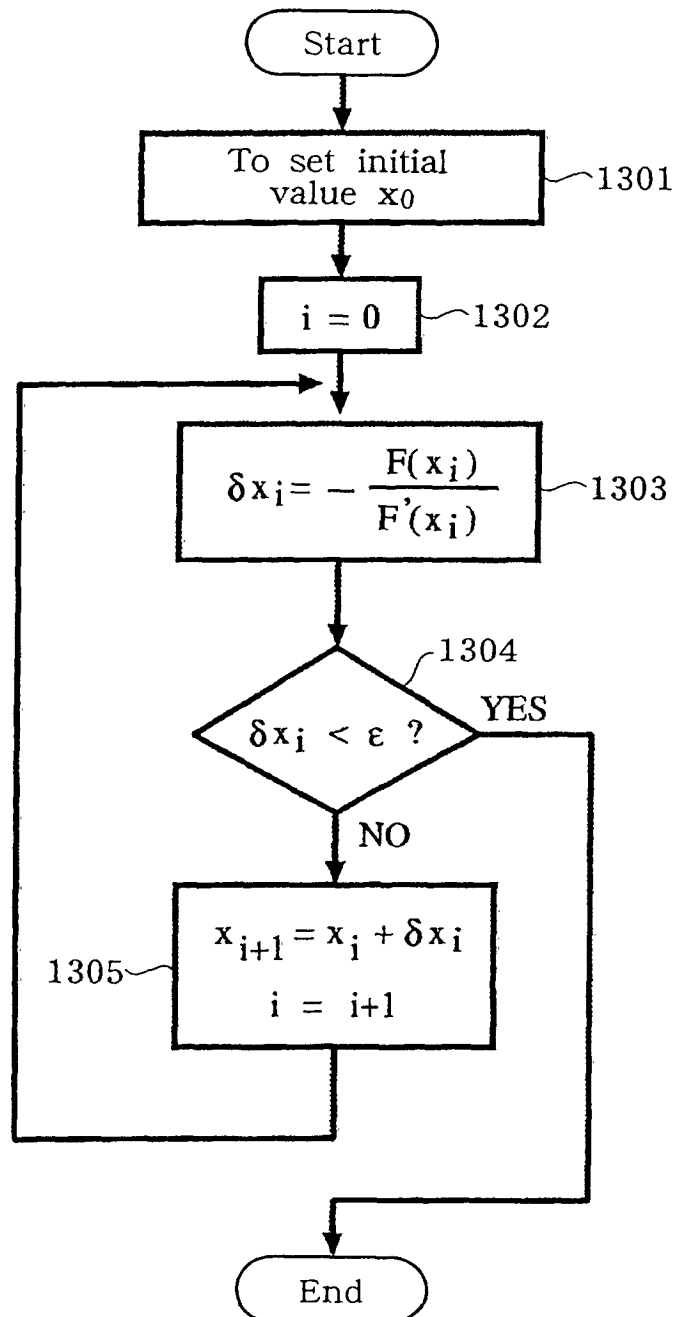 Start
To set initial
value x₀
1301
i = 0
1302
δxᵢ = − F(xᵢ) / F'(xᵢ)
1303
1304
δxᵢ < ε ?
YES
NO
xᵢ₊₁ = xᵢ + δxᵢ
i = i+1
1305
End